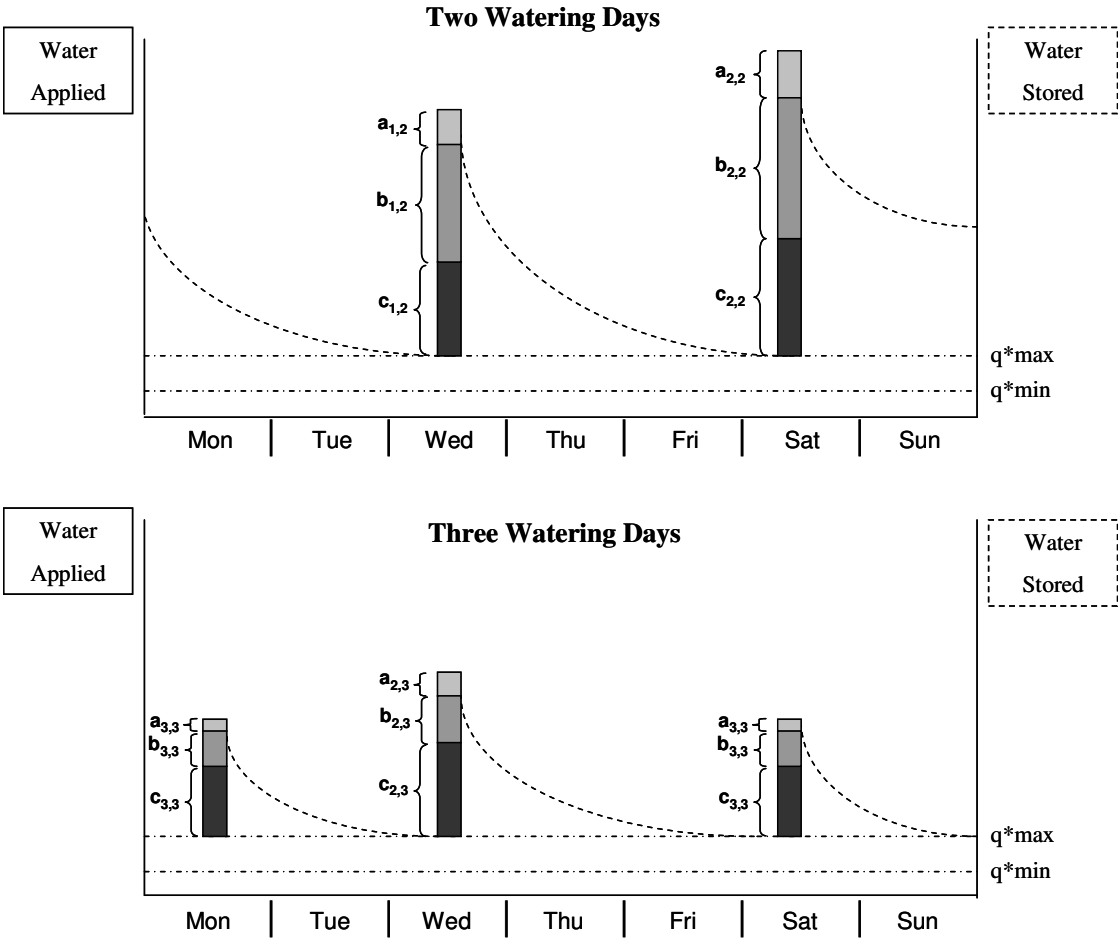 Two Watering Days
Water
Applied
Water
Stored
a1,2
b1,2
c1,2
a2,2
b2,2
c2,2
q*max
q*min
Mon Tue Wed Thu Fri Sat Sun
Three Watering Days
Water
Applied
Water
Stored
a3,3
b3,3
c3,3
a2,3
b2,3
c2,3
a3,3
b3,3
c3,3
q*max
q*min
Mon Tue Wed Thu Fri Sat Sun